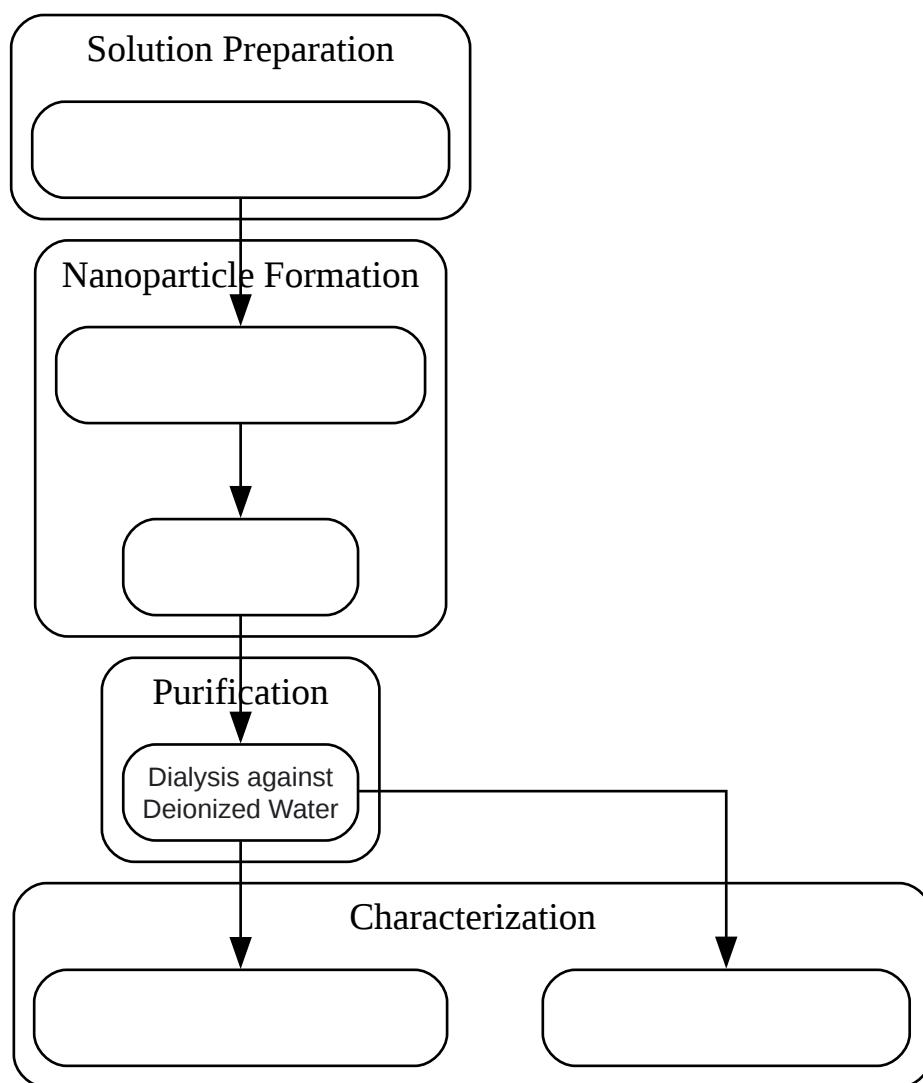 Solution Preparation
Nanoparticle Formation
Purification
Dialysis against
Deionized Water
Characterization